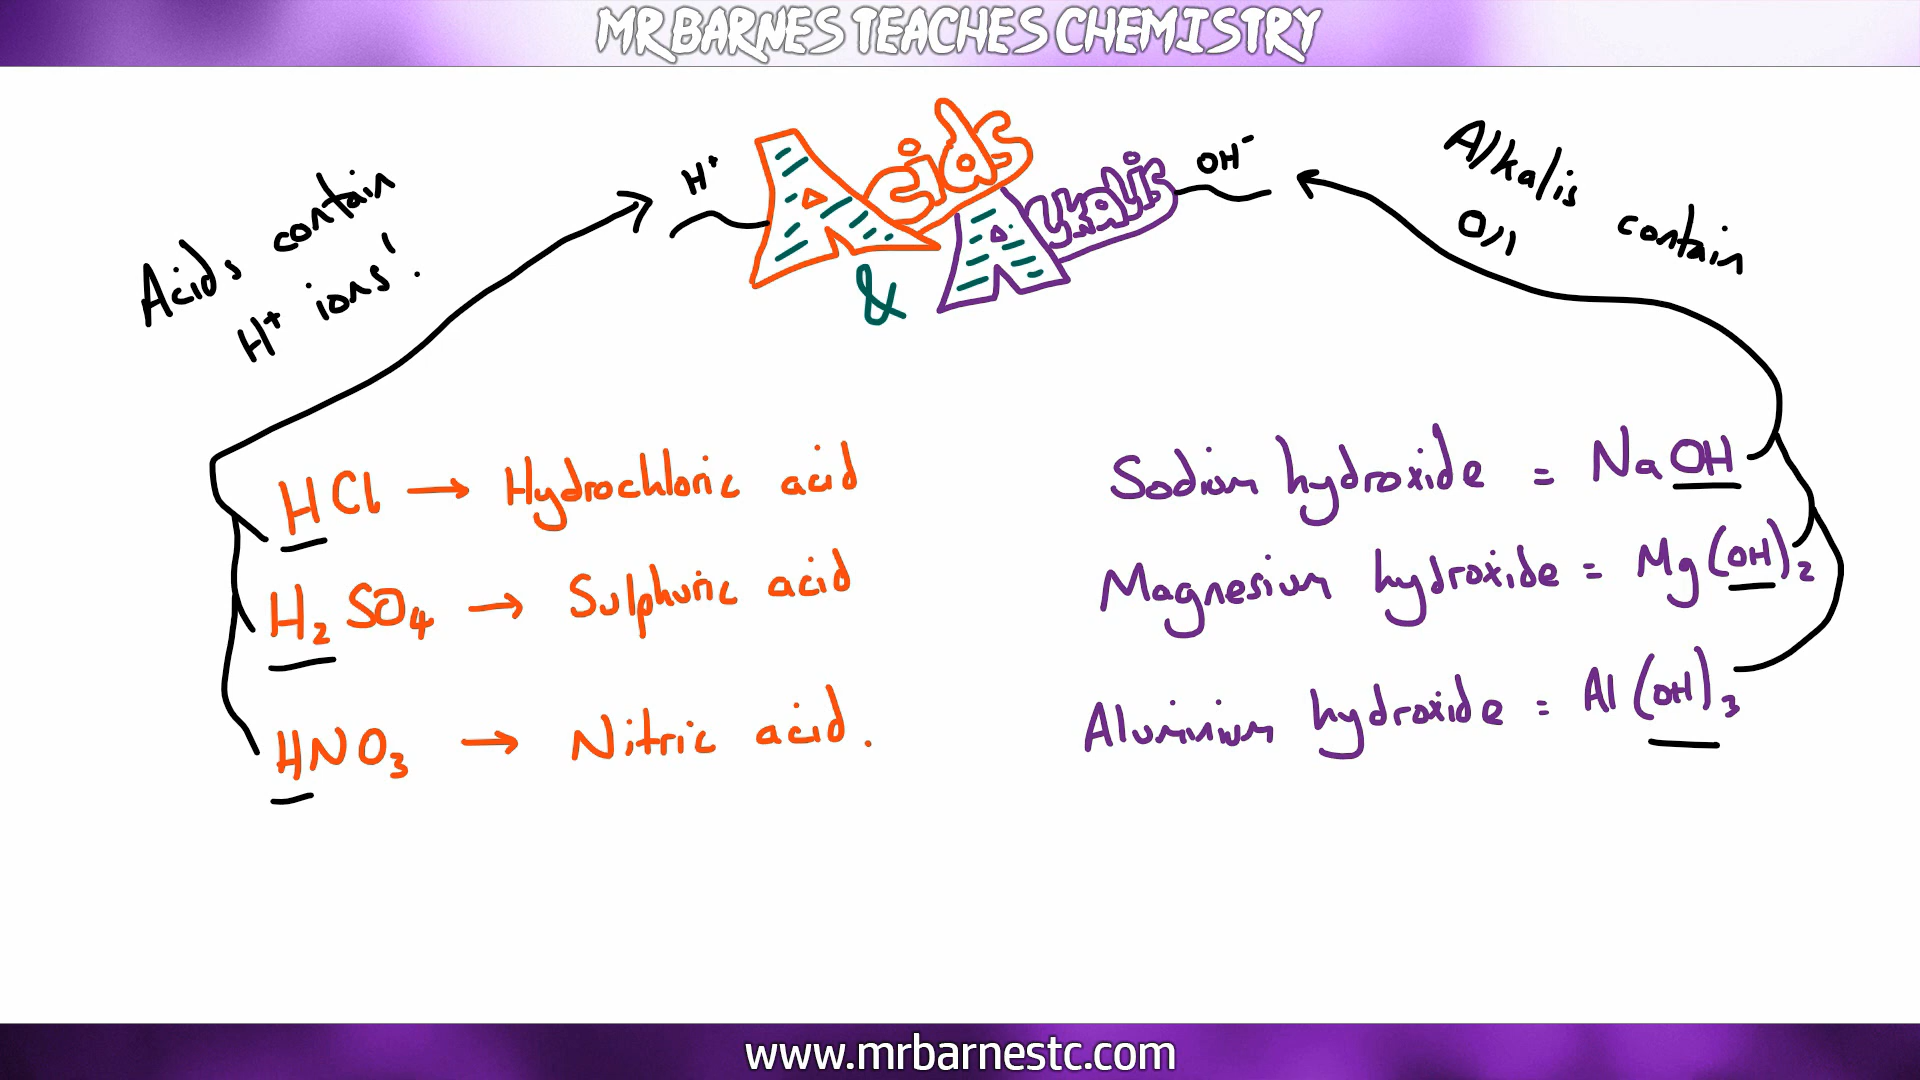 MR BARNES TEACHES CHEMISTRY
Acids contain
H⁺ ions!
H⁺
Acids
&
Alkalis
OH⁻
Alkalis contain
HCl → Hydrochloric acid
H₂SO₄ → Sulphuric acid
HNO₃ → Nitric acid.
Sodium hydroxide = NaOH
Magnesium hydroxide = Mg(OH)₂
Aluminium hydroxide = Al(OH)₃
www.mrbarnestc.com